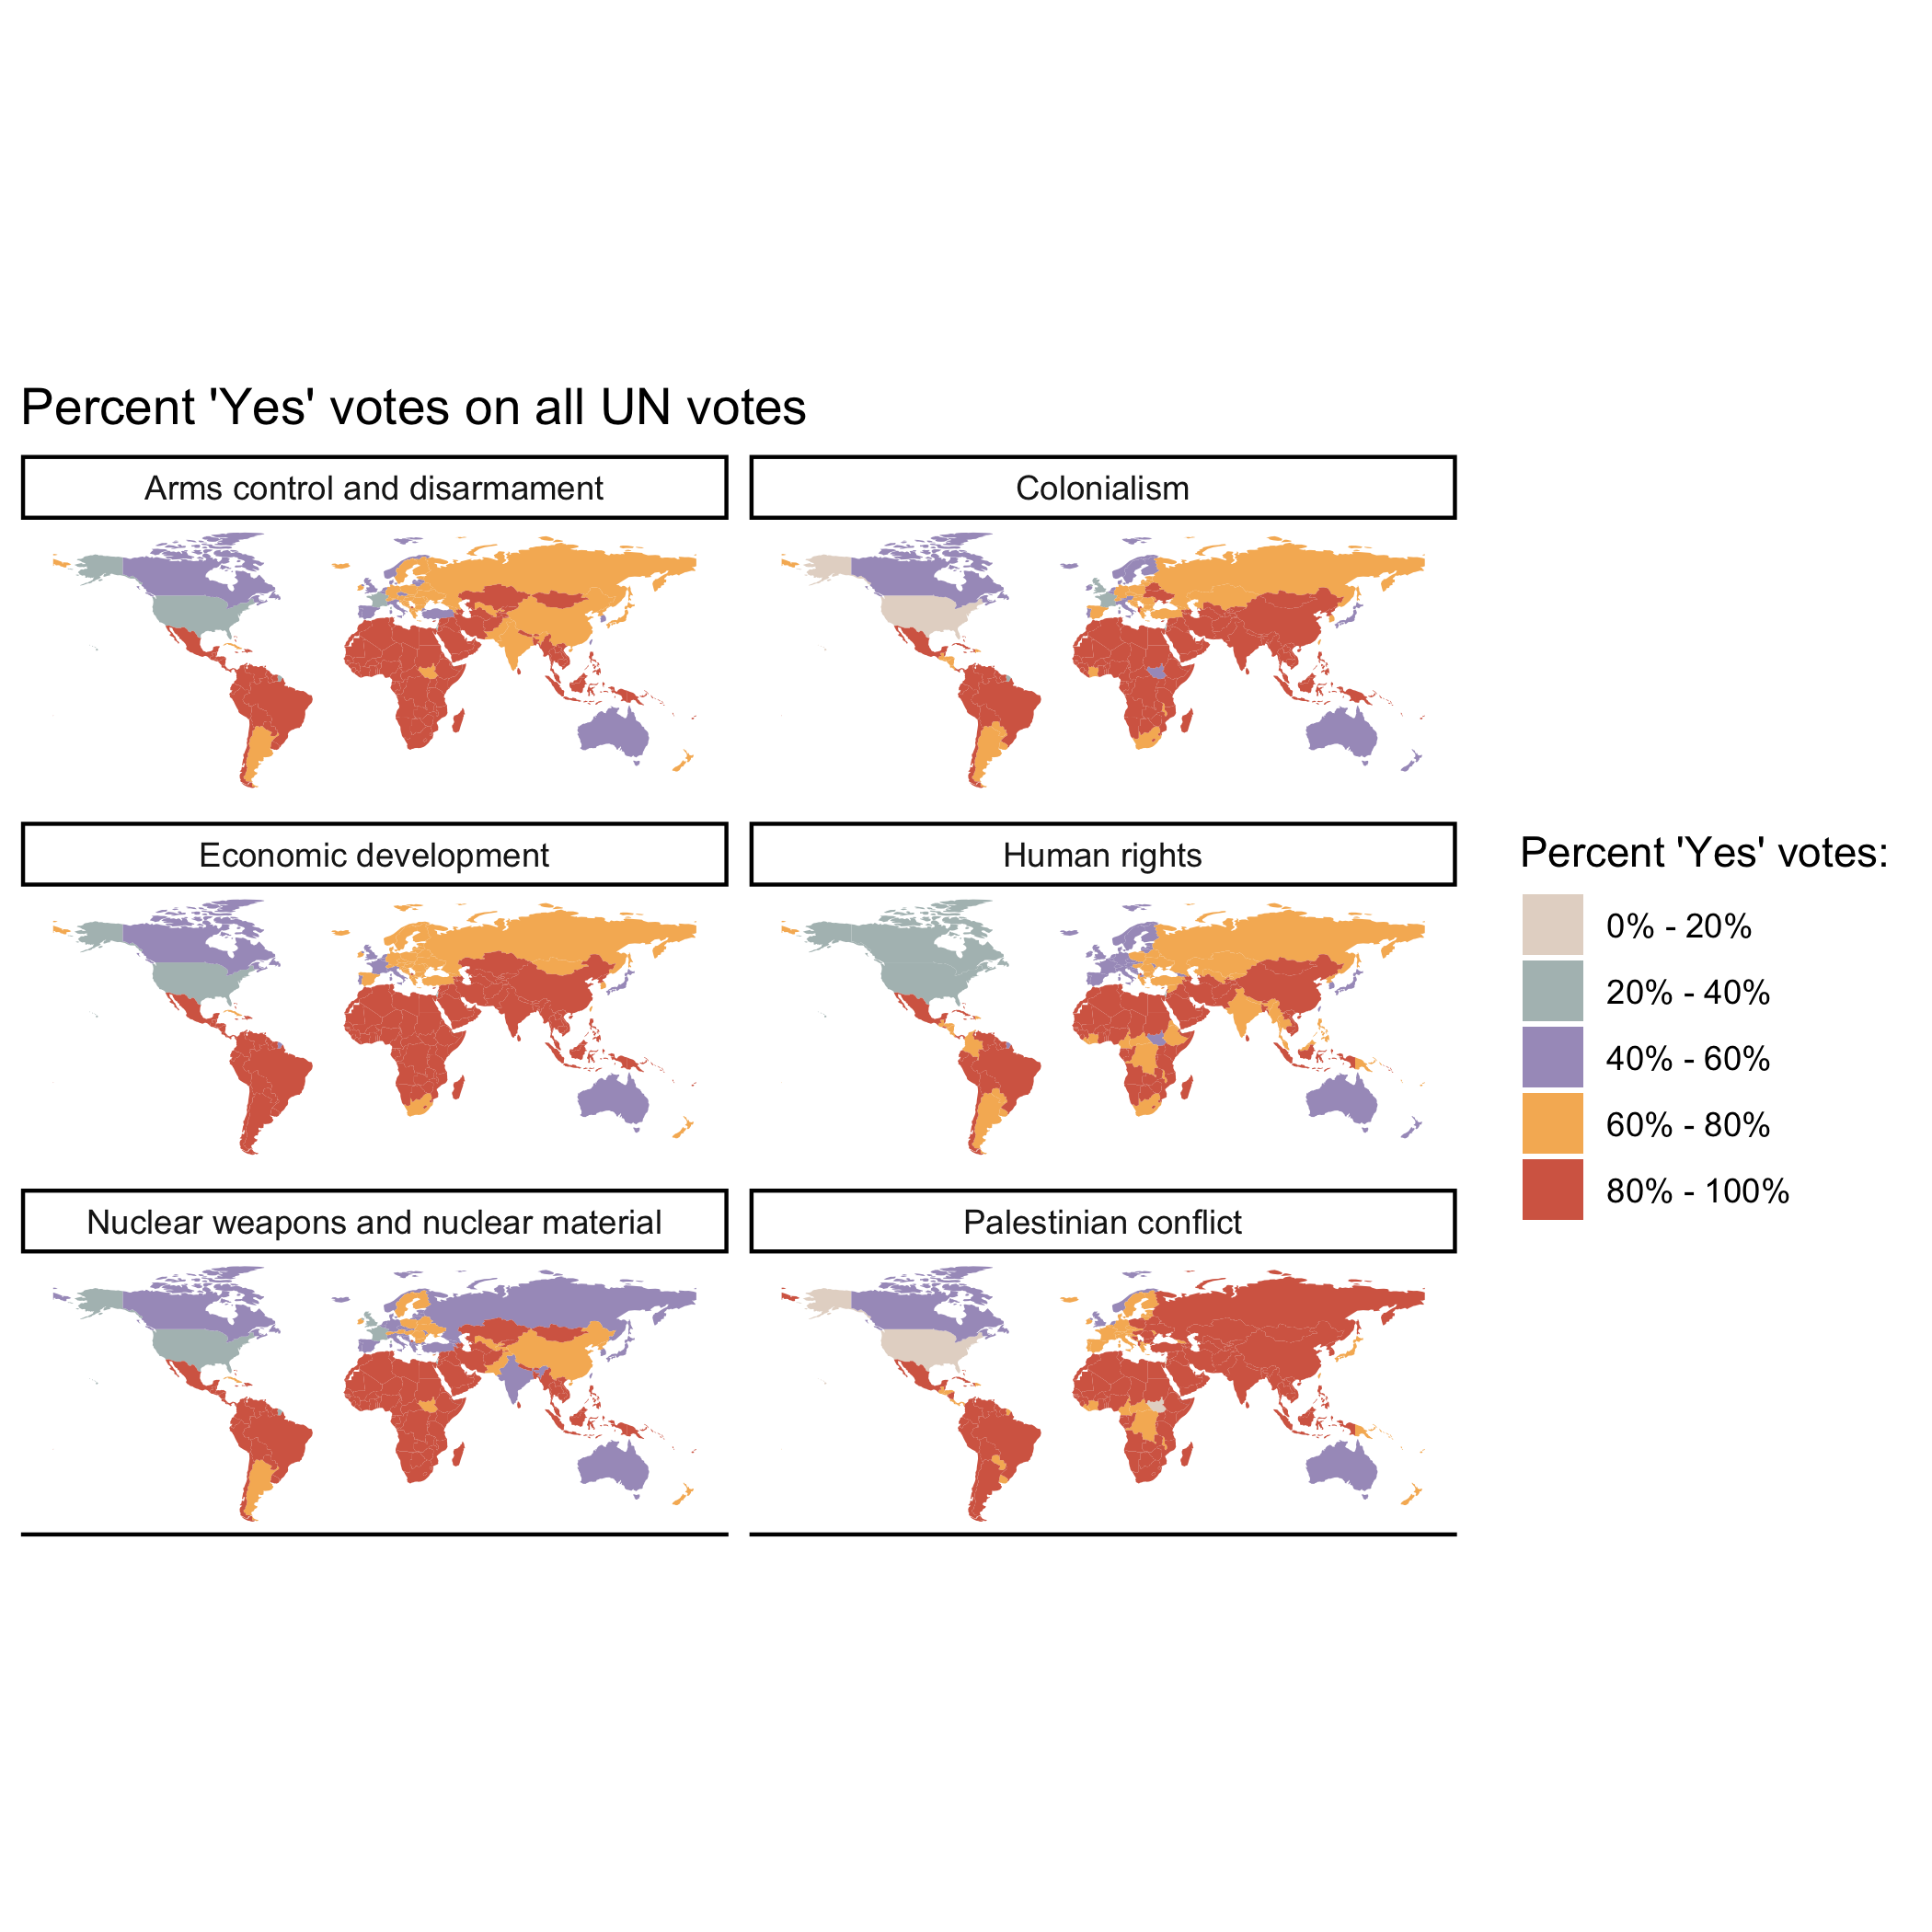 Percent 'Yes' votes on all UN votes
Arms control and disarmament
Colonialism
Economic development
Human rights
Nuclear weapons and nuclear material
Palestinian conflict
Percent 'Yes' votes:
0% - 20%
20% - 40%
40% - 60%
60% - 80%
80% - 100%